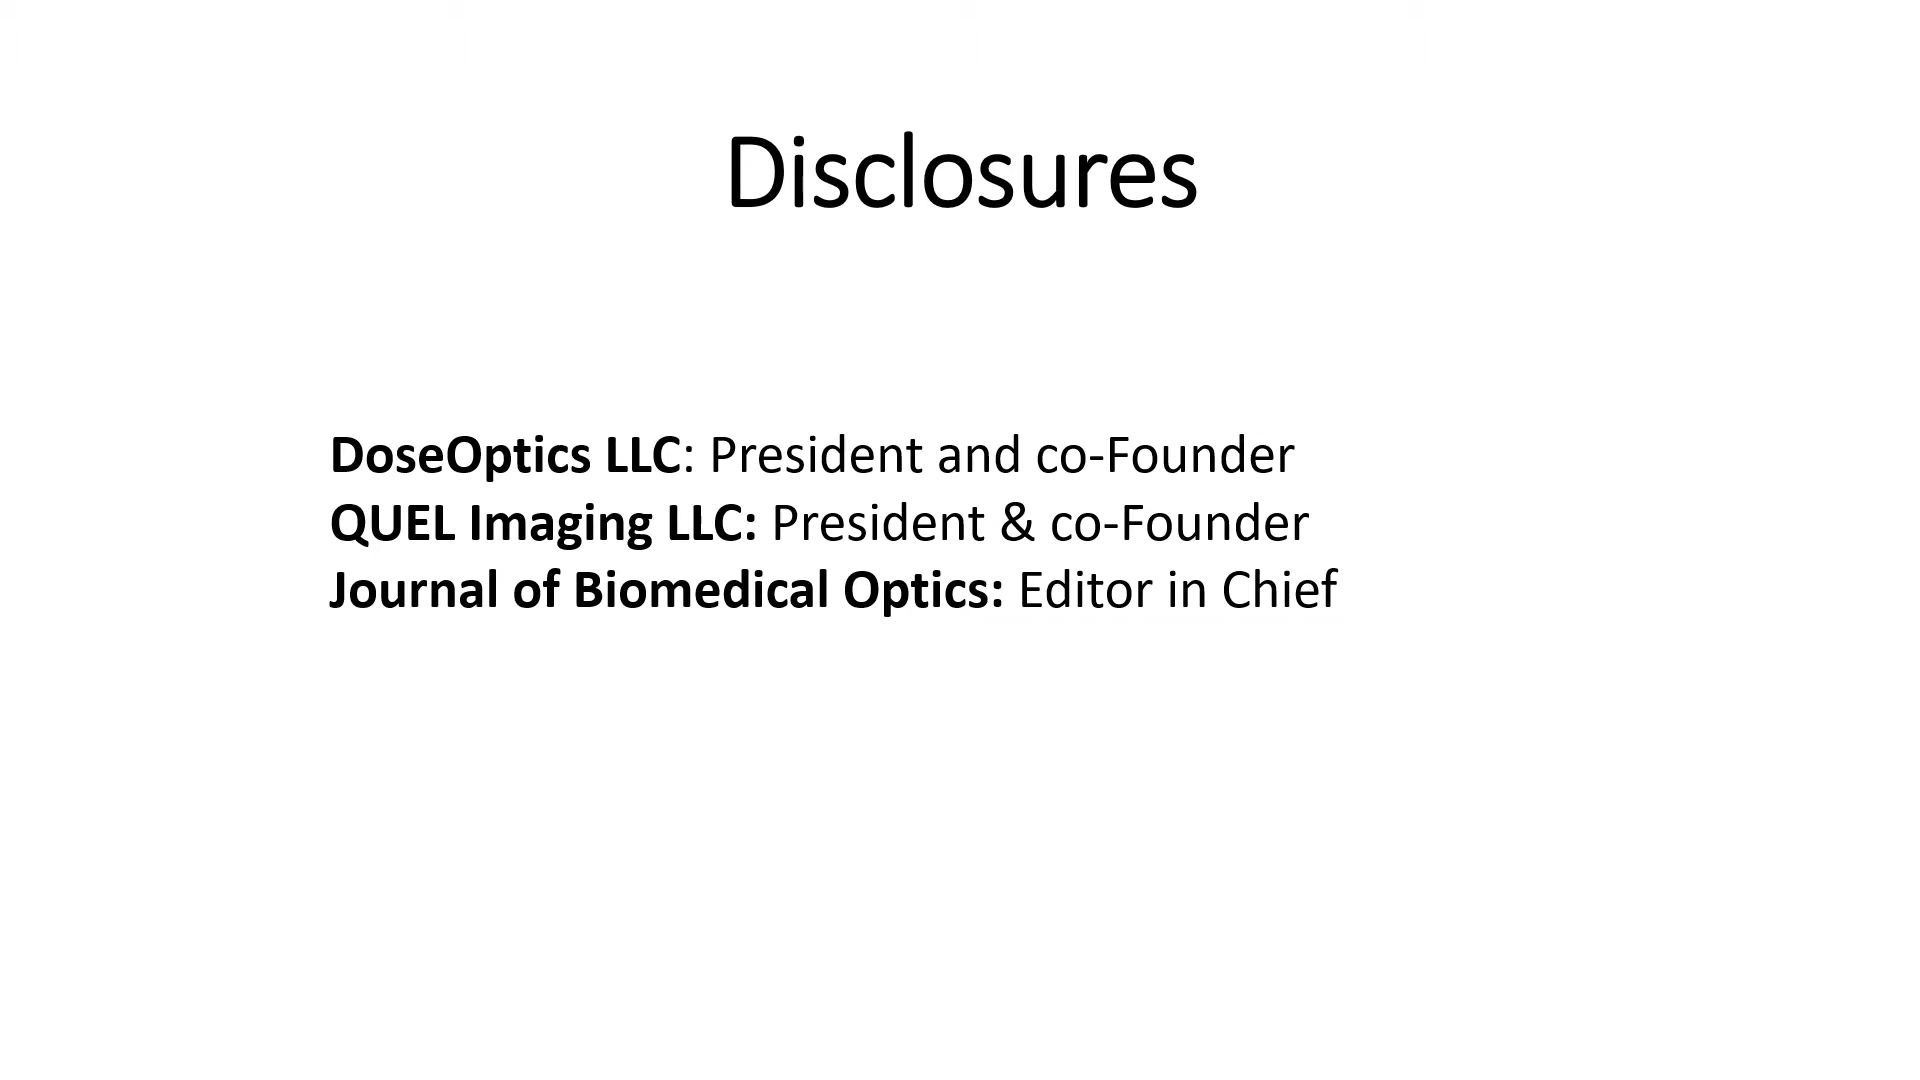 Disclosures
DoseOptics LLC: President and co-Founder
QUEL Imaging LLC: President & co-Founder
Journal of Biomedical Optics: Editor in Chief